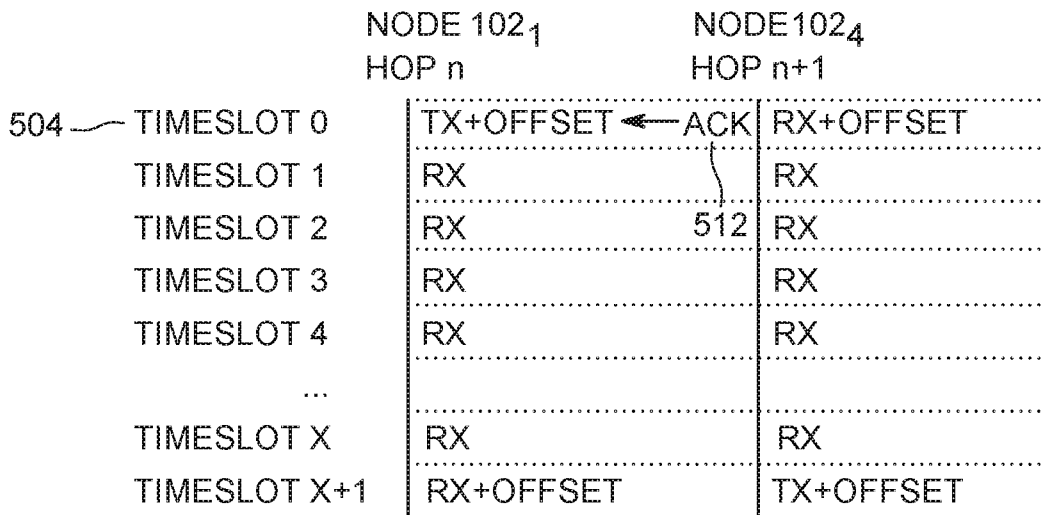 NODE 102₁ NODE102₄
HOP n HOP n+1
504 TIMESLOT 0 TX+OFFSET ACK RX+OFFSET
TIMESLOT 1 RX RX
TIMESLOT 2 RX 512 RX
TIMESLOT 3 RX RX
TIMESLOT 4 RX RX
...
TIMESLOT X RX RX
TIMESLOT X+1 RX+OFFSET TX+OFFSET